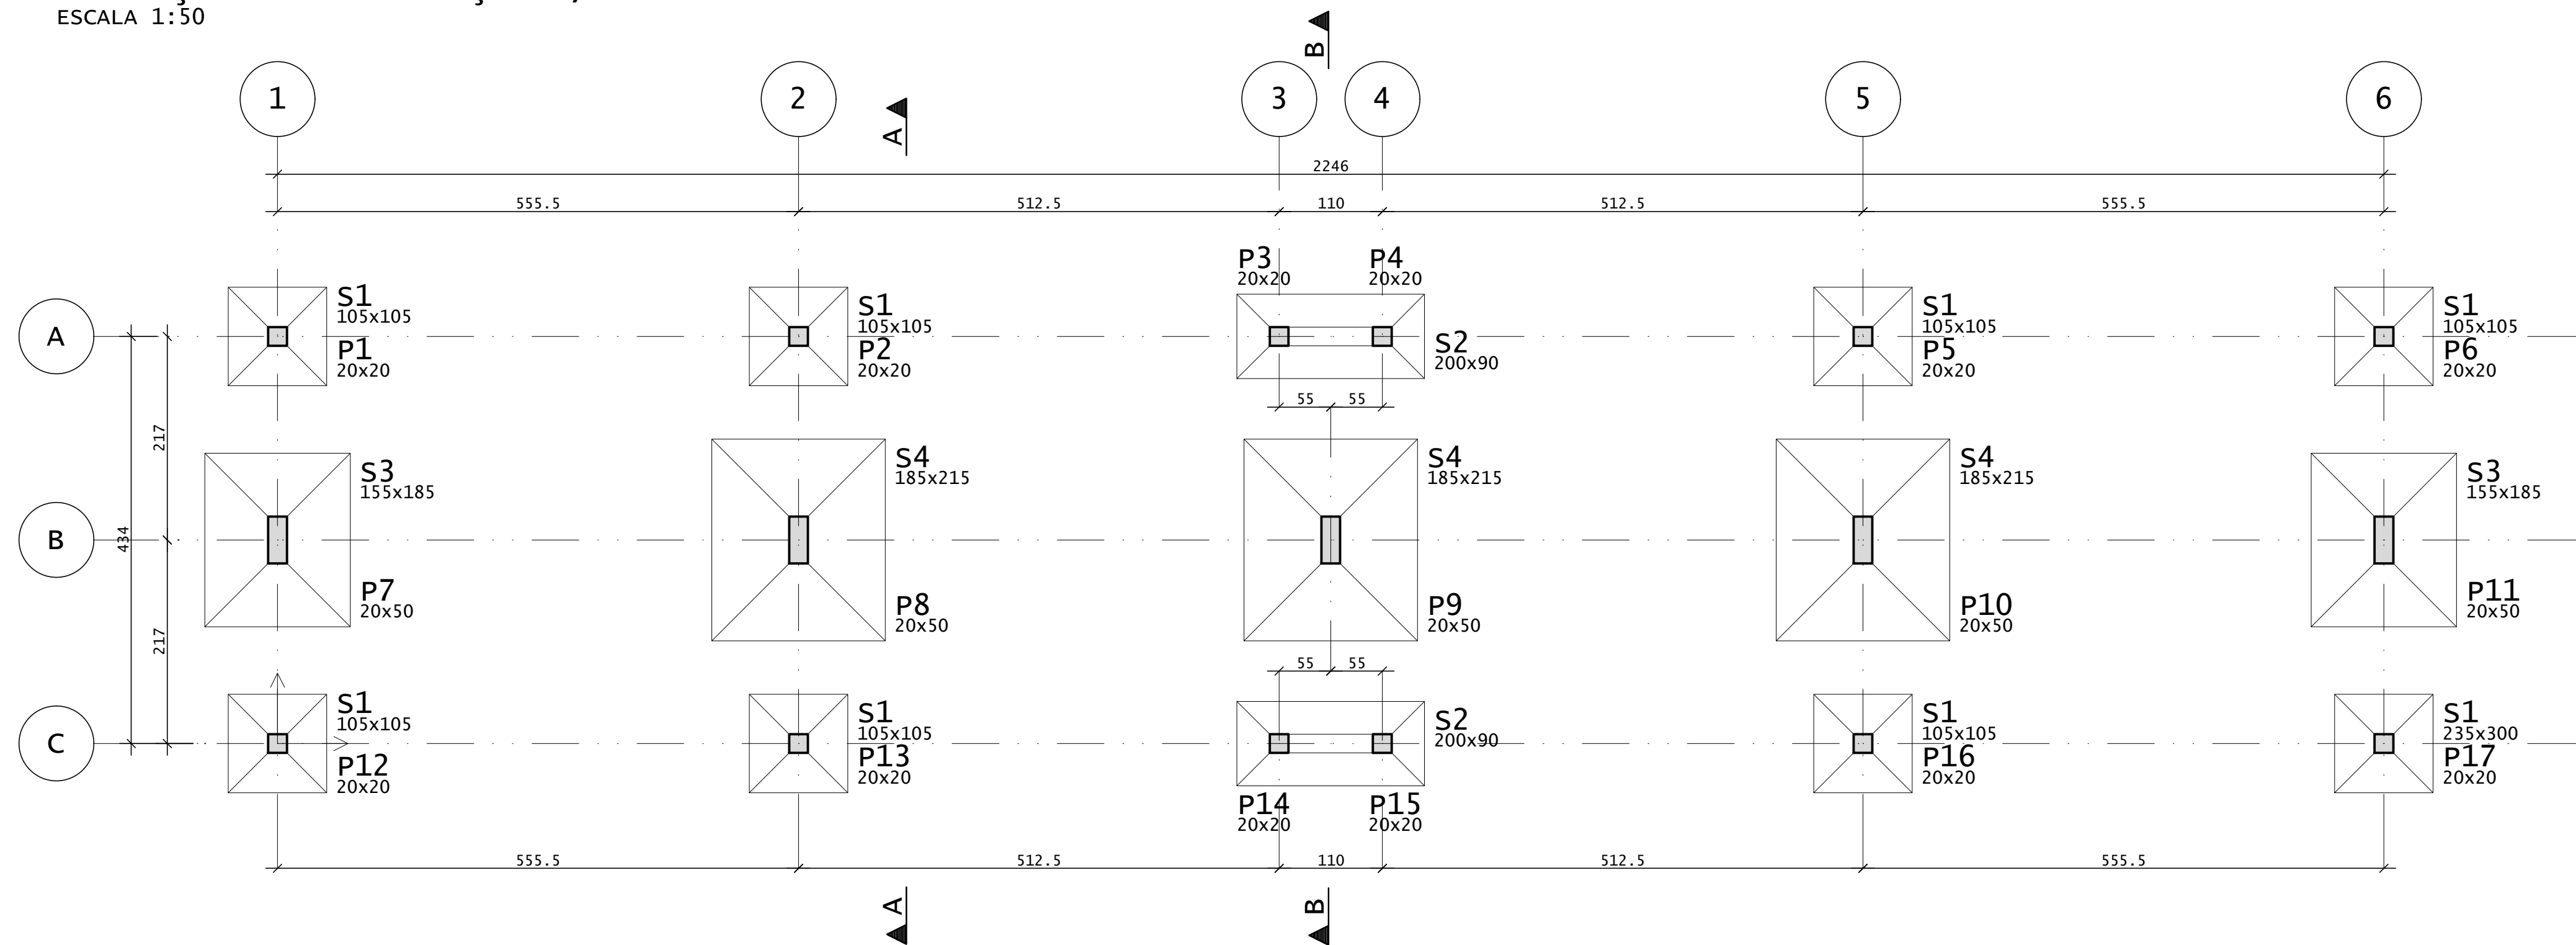 ESCALA 1:50
B
1
2
A
3
4
5
6
2246
555.5
512.5
110
512.5
555.5
P3
20x20
P4
20x20
A
S1
105x105
P1
20x20
S1
105x105
P2
20x20
S2
200x90
S1
105x105
P5
20x20
S1
105x105
P6
20x20
55
55
217
434
217
B
S3
155x185
P7
20x50
S4
185x215
P8
20x50
S4
185x215
P9
20x50
S4
185x215
P10
20x50
S3
155x185
P11
20x50
55
55
C
S1
105x105
P12
20x20
S1
105x105
P13
20x20
S2
200x90
P14
20x20
P15
20x20
S1
105x105
P16
20x20
S1
235x300
P17
20x20
555.5
512.5
110
512.5
555.5
A
B